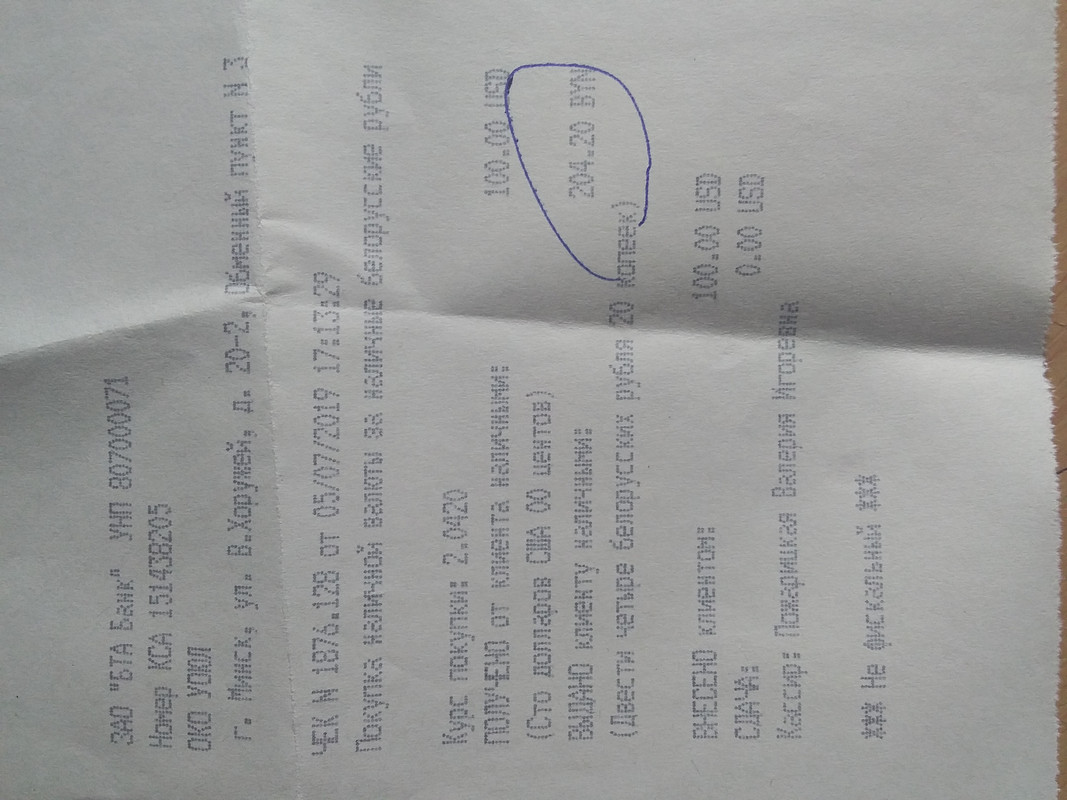 ЗАО "БТА Банк" УНП 807000071
Номер КСА 151438205
ОКО УОЮЛ
г. Минск, ул. В.Хоружей, д. 20-2, Обменный пункт N 3
ЧЕК N 1876.128 от 05/07/2019 17:13:29
Покупка наличной валюты за наличные белорусские рубли
Курс покупки: 2.0420
ПОЛУЧЕНО от клиента наличными: 100.00 USD
(Сто долларов США 00 центов)
ВЫДАНО клиенту наличными: 204.20 BYN
(Двести четыре белорусских рубля 20 копеек)
ВНЕСЕНО клиентом: 100.00 USD
СДАЧА: 0.00 USD
Кассир: Пожарицкая Валерия Игоревна
*** Не фискальный ***